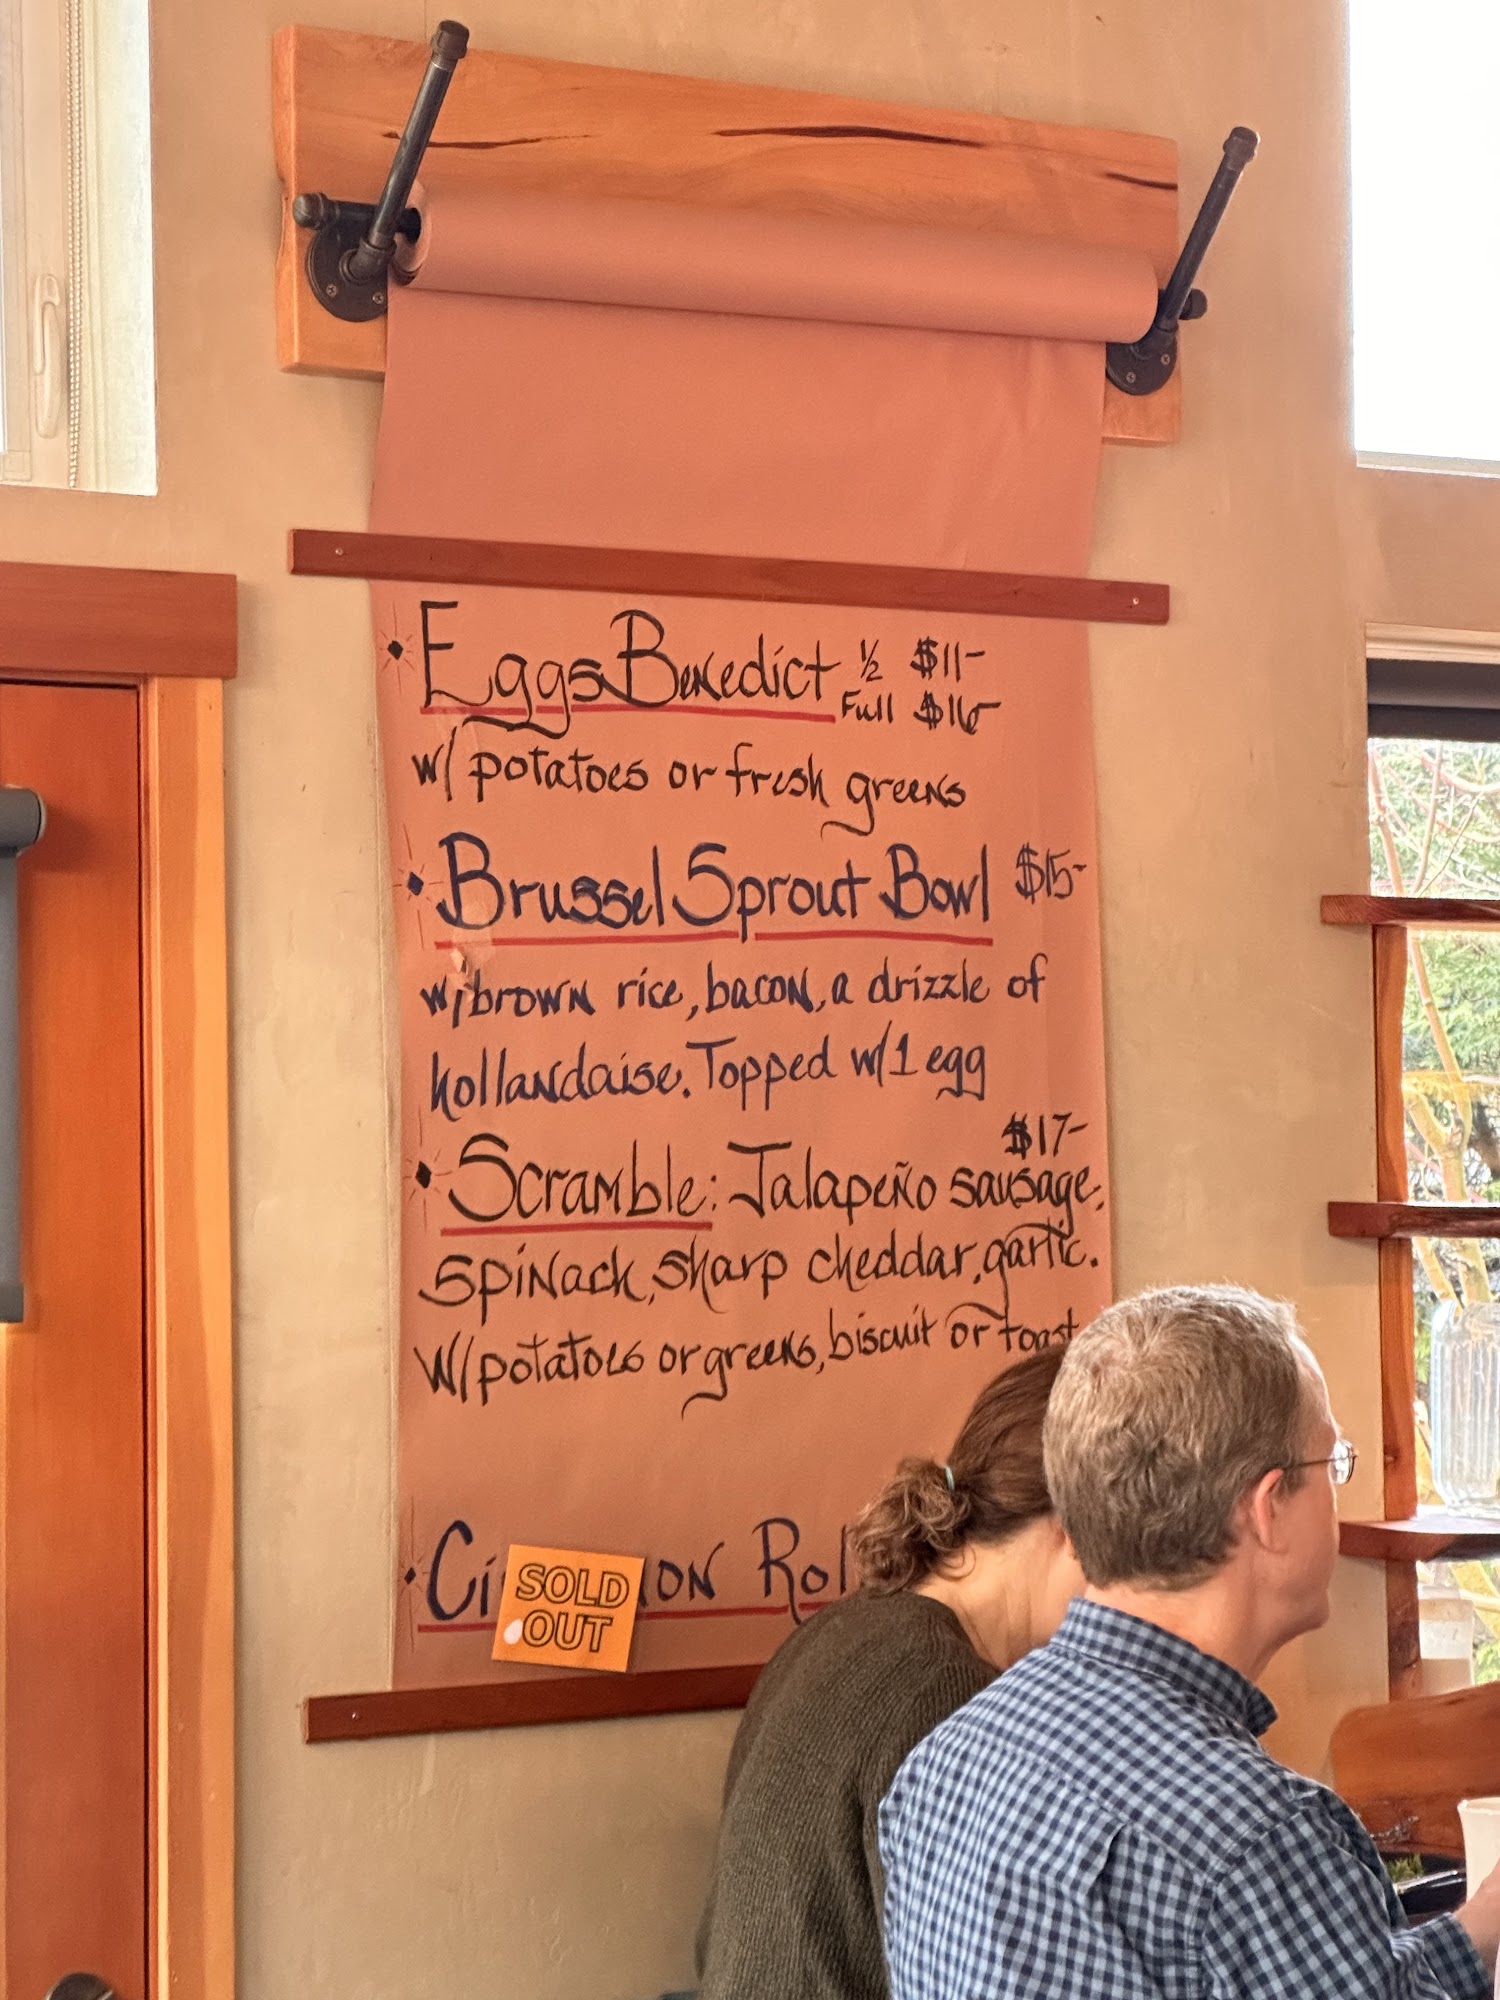 Eggs Benedict ½ $11-
Full $16-
w/ potatoes or fresh greens
Brussel Sprout Bowl $15-
w/ brown rice, bacon, a drizzle of
hollandaise. Topped w/ 1 egg
$17-
Scramble: Jalapeño sausage,
spinach, sharp cheddar, garlic.
w/ potatoes or greens, biscuit or toast
SOLD
OUT